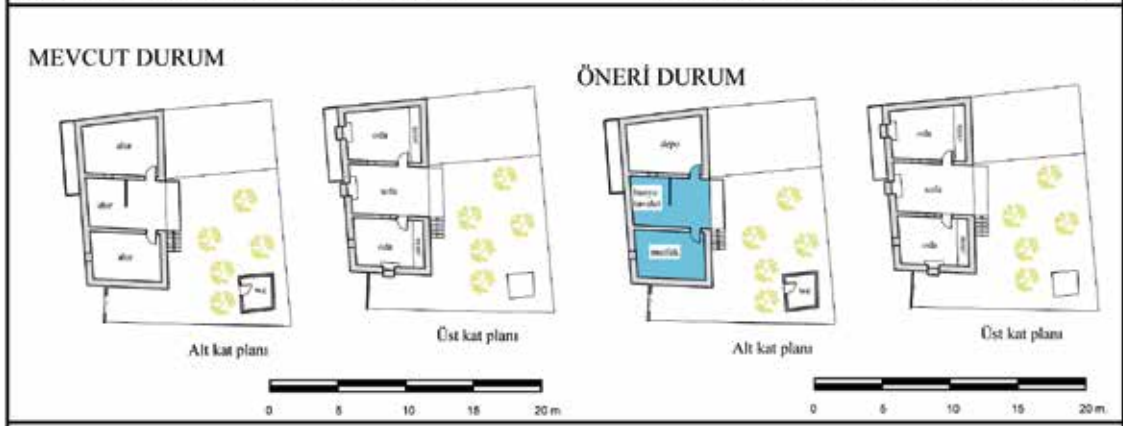 MEVCUT DURUM
ahır
ahır
ahır
wc
Alt kat planı
oda
sofa
oda
Üst kat planı
0 5 10 15 20 m.
ÖNERİ DURUM
depo
banyo
tuvalet
mutfak
wc
Alt kat planı
oda
sofa
oda
Üst kat planı
0 5 10 15 20 m.